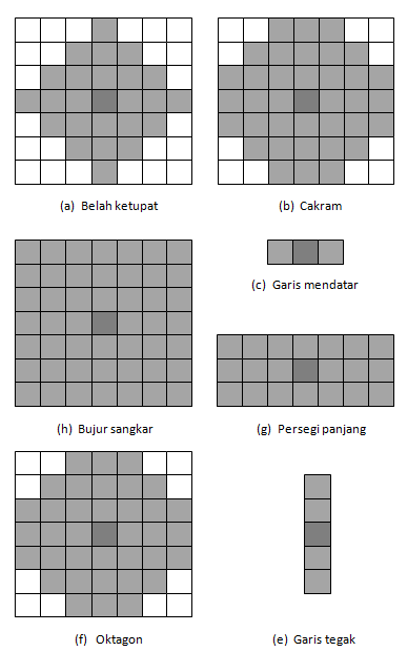 (a) Belah ketupat
(b) Cakram
(c) Garis mendatar
(h) Bujur sangkar
(g) Persegi panjang
(f) Oktagon
(e) Garis tegak